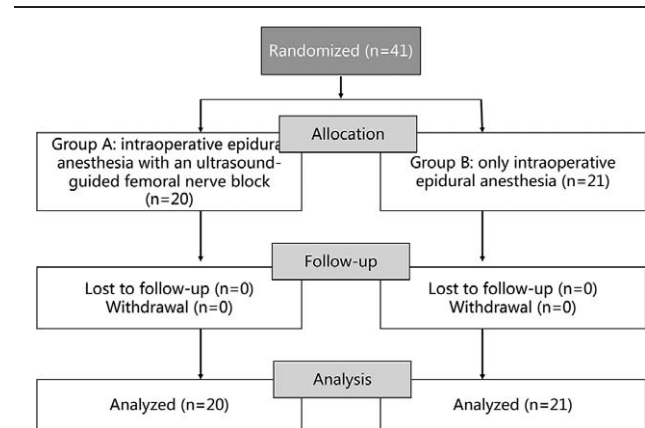 Randomized (n=41)
Allocation
Group A: intraoperative epidural
anesthesia with an ultrasound-
guided femoral nerve block
(n=20)
Group B: only intraoperative
epidural anesthesia (n=21)
Follow-up
Lost to follow-up (n=0)
Withdrawal (n=0)
Lost to follow-up (n=0)
Withdrawal (n=0)
Analysis
Analyzed (n=20)
Analyzed (n=21)